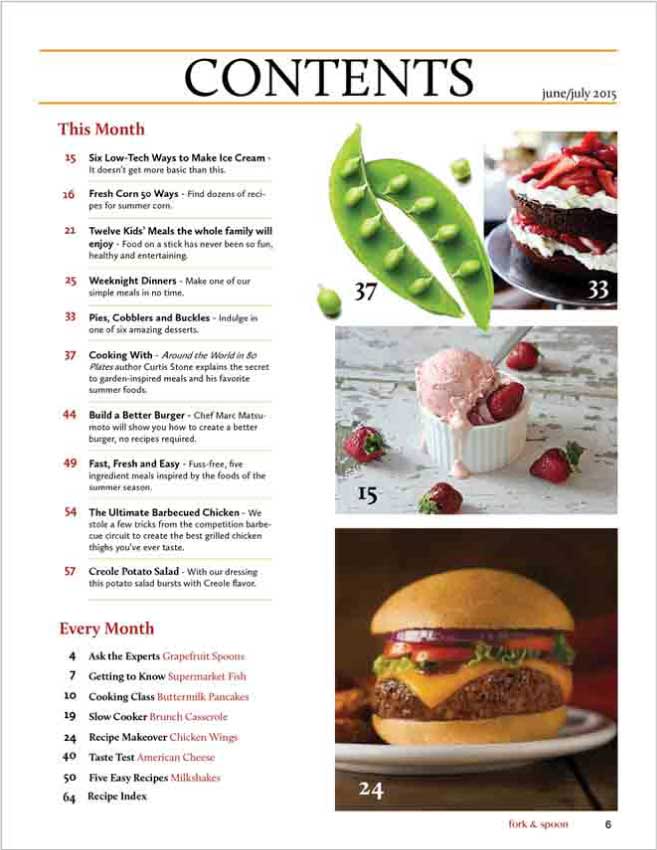 CONTENTS
june/july 2015
This Month
15 Six Low-Tech Ways to Make Ice Cream -
It doesn't get more basic than this.
16 Fresh Corn 50 Ways - Find dozens of reci-
pes for summer corn.
21 Twelve Kids' Meals the whole family will
enjoy - Food on a stick has never been so fun,
healthy and entertaining.
25 Weeknight Dinners - Make one of our
simple meals in no time.
33 Pies, Cobblers and Buckles - Indulge in
one of six amazing desserts.
37 Cooking With - Around the World in 80
Plates author Curtis Stone explains the secret
to garden-inspired meals and his favorite
summer foods.
44 Build a Better Burger - Chef Marc Matsu-
moto will show you how to create a better
burger, no recipes required.
49 Fast, Fresh and Easy - Fuss-free, five
ingredient meals inspired by the foods of the
summer season.
54 The Ultimate Barbecued Chicken - We
stole a few tricks from the competition barbe-
cue circuit to create the best grilled chicken
thighs you've ever taste.
57 Creole Potato Salad - With our dressing
this potato salad bursts with Creole flavor.
Every Month
4 Ask the Experts Grapefruit Spoons
7 Getting to Know Supermarket Fish
10 Cooking Class Buttermilk Pancakes
19 Slow Cooker Brunch Casserole
24 Recipe Makeover Chicken Wings
40 Taste Test American Cheese
50 Five Easy Recipes Milkshakes
64 Recipe Index
37
33
15
24
fork & spoon 6